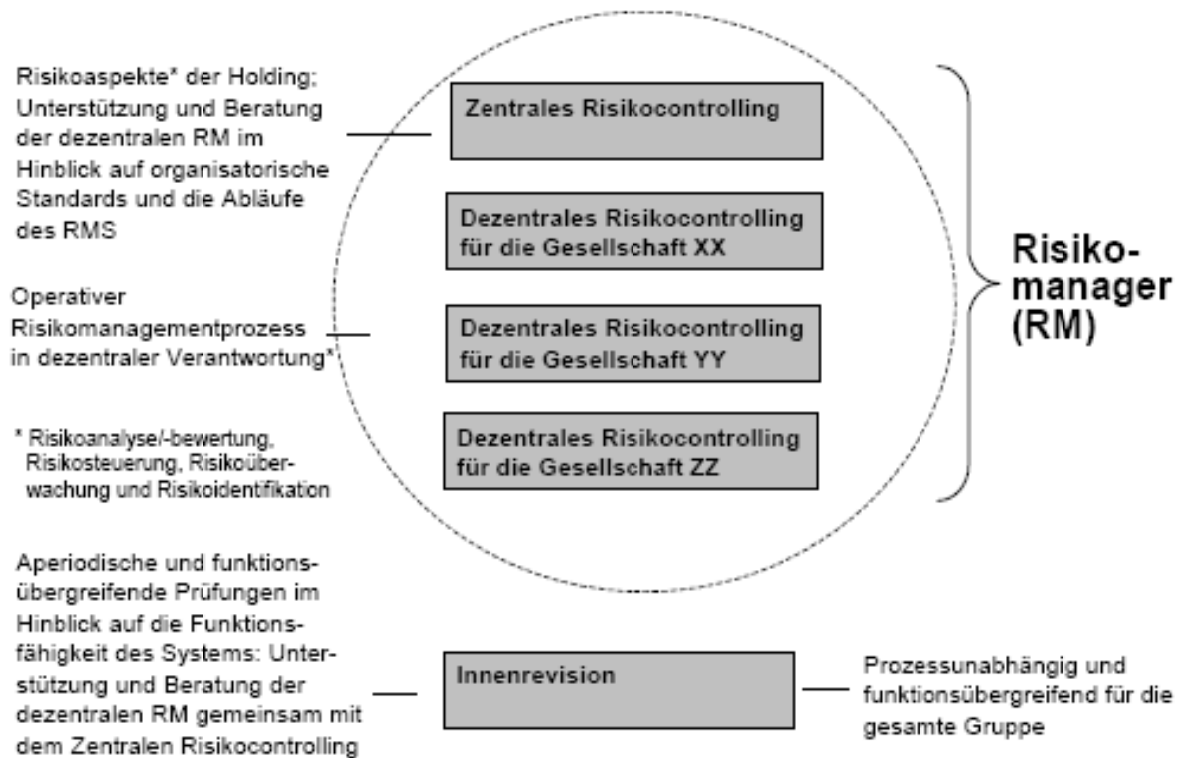 Risikoaspekte* der Holding;
Unterstützung und Beratung
der dezentralen RM im
Hinblick auf organisatorische
Standards und die Abläufe
des RMS
Zentrales Risikocontrolling
Dezentrales Risikocontrolling
für die Gesellschaft XX
Operativer
Risikomanagementprozess
in dezentraler Verantwortung*
Dezentrales Risikocontrolling
für die Gesellschaft YY
* Risikoanalyse/-bewertung,
Risikosteuerung, Risikoüber-
wachung und Risikoidentifikation
Dezentrales Risikocontrolling
für die Gesellschaft ZZ
Risiko-
manager
(RM)
Aperiodische und funktions-
übergreifende Prüfungen im
Hinblick auf die Funktions-
fähigkeit des Systems: Unter-
stützung und Beratung der
dezentralen RM gemeinsam mit
dem Zentralen Risikocontrolling
Innenrevision
Prozessunabhängig und
funktionsübergreifend für die
gesamte Gruppe